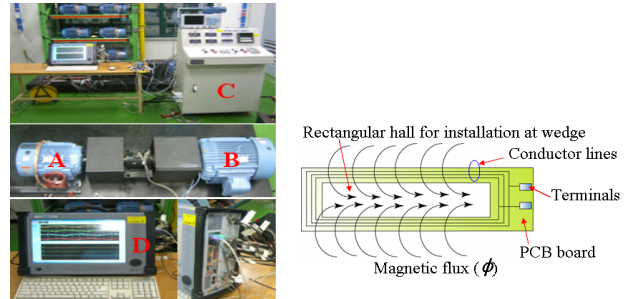 C
A
B
D
Rectangular hall for installation at wedge
Conductor lines
Terminals
PCB board
Magnetic flux (ϕ)